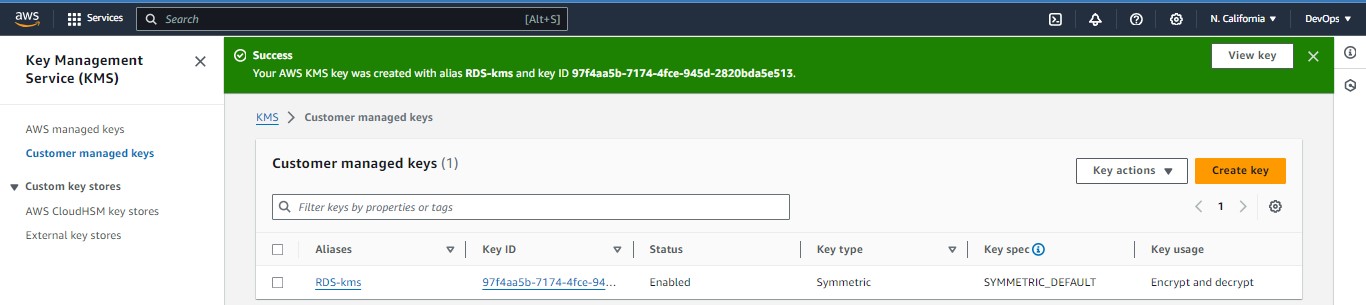 aws Services Search [Alt+S] N. California DevOps
Key Management
Service (KMS)
AWS managed keys
Customer managed keys
Custom key stores
AWS CloudHSM key stores
External key stores
Success
Your AWS KMS key was created with alias RDS-kms and key ID 97f4aa5b-7174-4fce-945d-2820bda5e513.
View key
KMS > Customer managed keys
Customer managed keys (1)
Key actions
Create key
Filter keys by properties or tags
1
Aliases Key ID Status Key type Key spec Key usage
RDS-kms 97f4aa5b-7174-4fce-94... Enabled Symmetric SYMMETRIC_DEFAULT Encrypt and decrypt